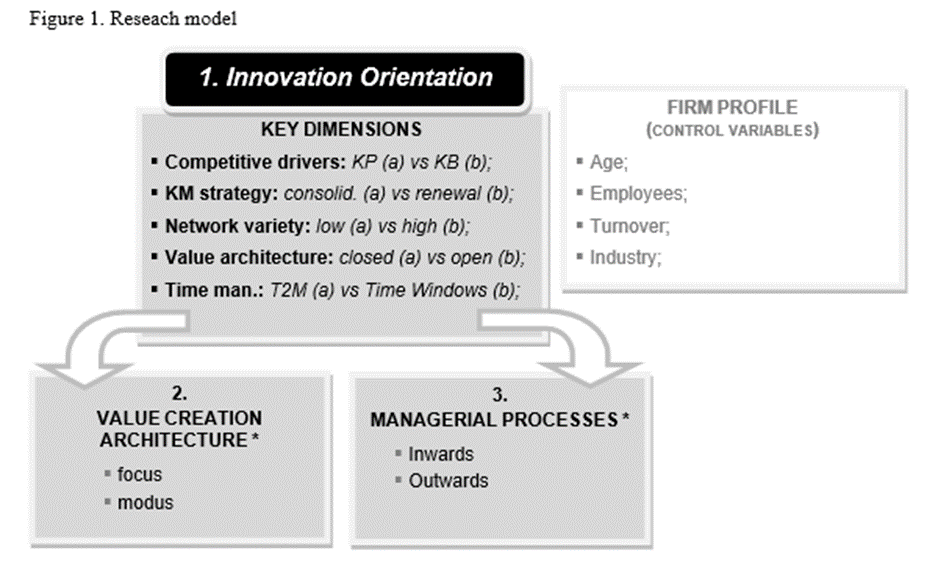 Figure 1. Reseach model
1. Innovation Orientation
KEY DIMENSIONS
▪ Competitive drivers: KP (a) vs KB (b);
▪ KM strategy: consolid. (a) vs renewal (b);
▪ Network variety: low (a) vs high (b);
▪ Value architecture: closed (a) vs open (b);
▪ Time man.: T2M (a) vs Time Windows (b);
FIRM PROFILE
(CONTROL VARIABLES)
▪ Age;
▪ Employees;
▪ Turnover;
▪ Industry;
2.
VALUE CREATION
ARCHITECTURE *
▪ focus
▪ modus
3.
MANAGERIAL PROCESSES *
▪ Inwards
▪ Outwards